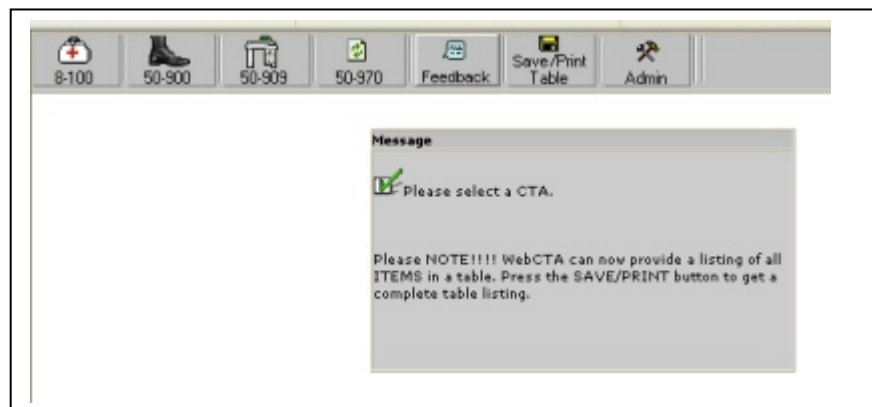 8-100
50-900
50-909
50-970
Feedback
Save/Print
Table
Admin
Message
Please select a CTA.
Please NOTE!!!! WebCTA can now provide a listing of all
ITEMS in a table. Press the SAVE/PRINT button to get a
complete table listing.